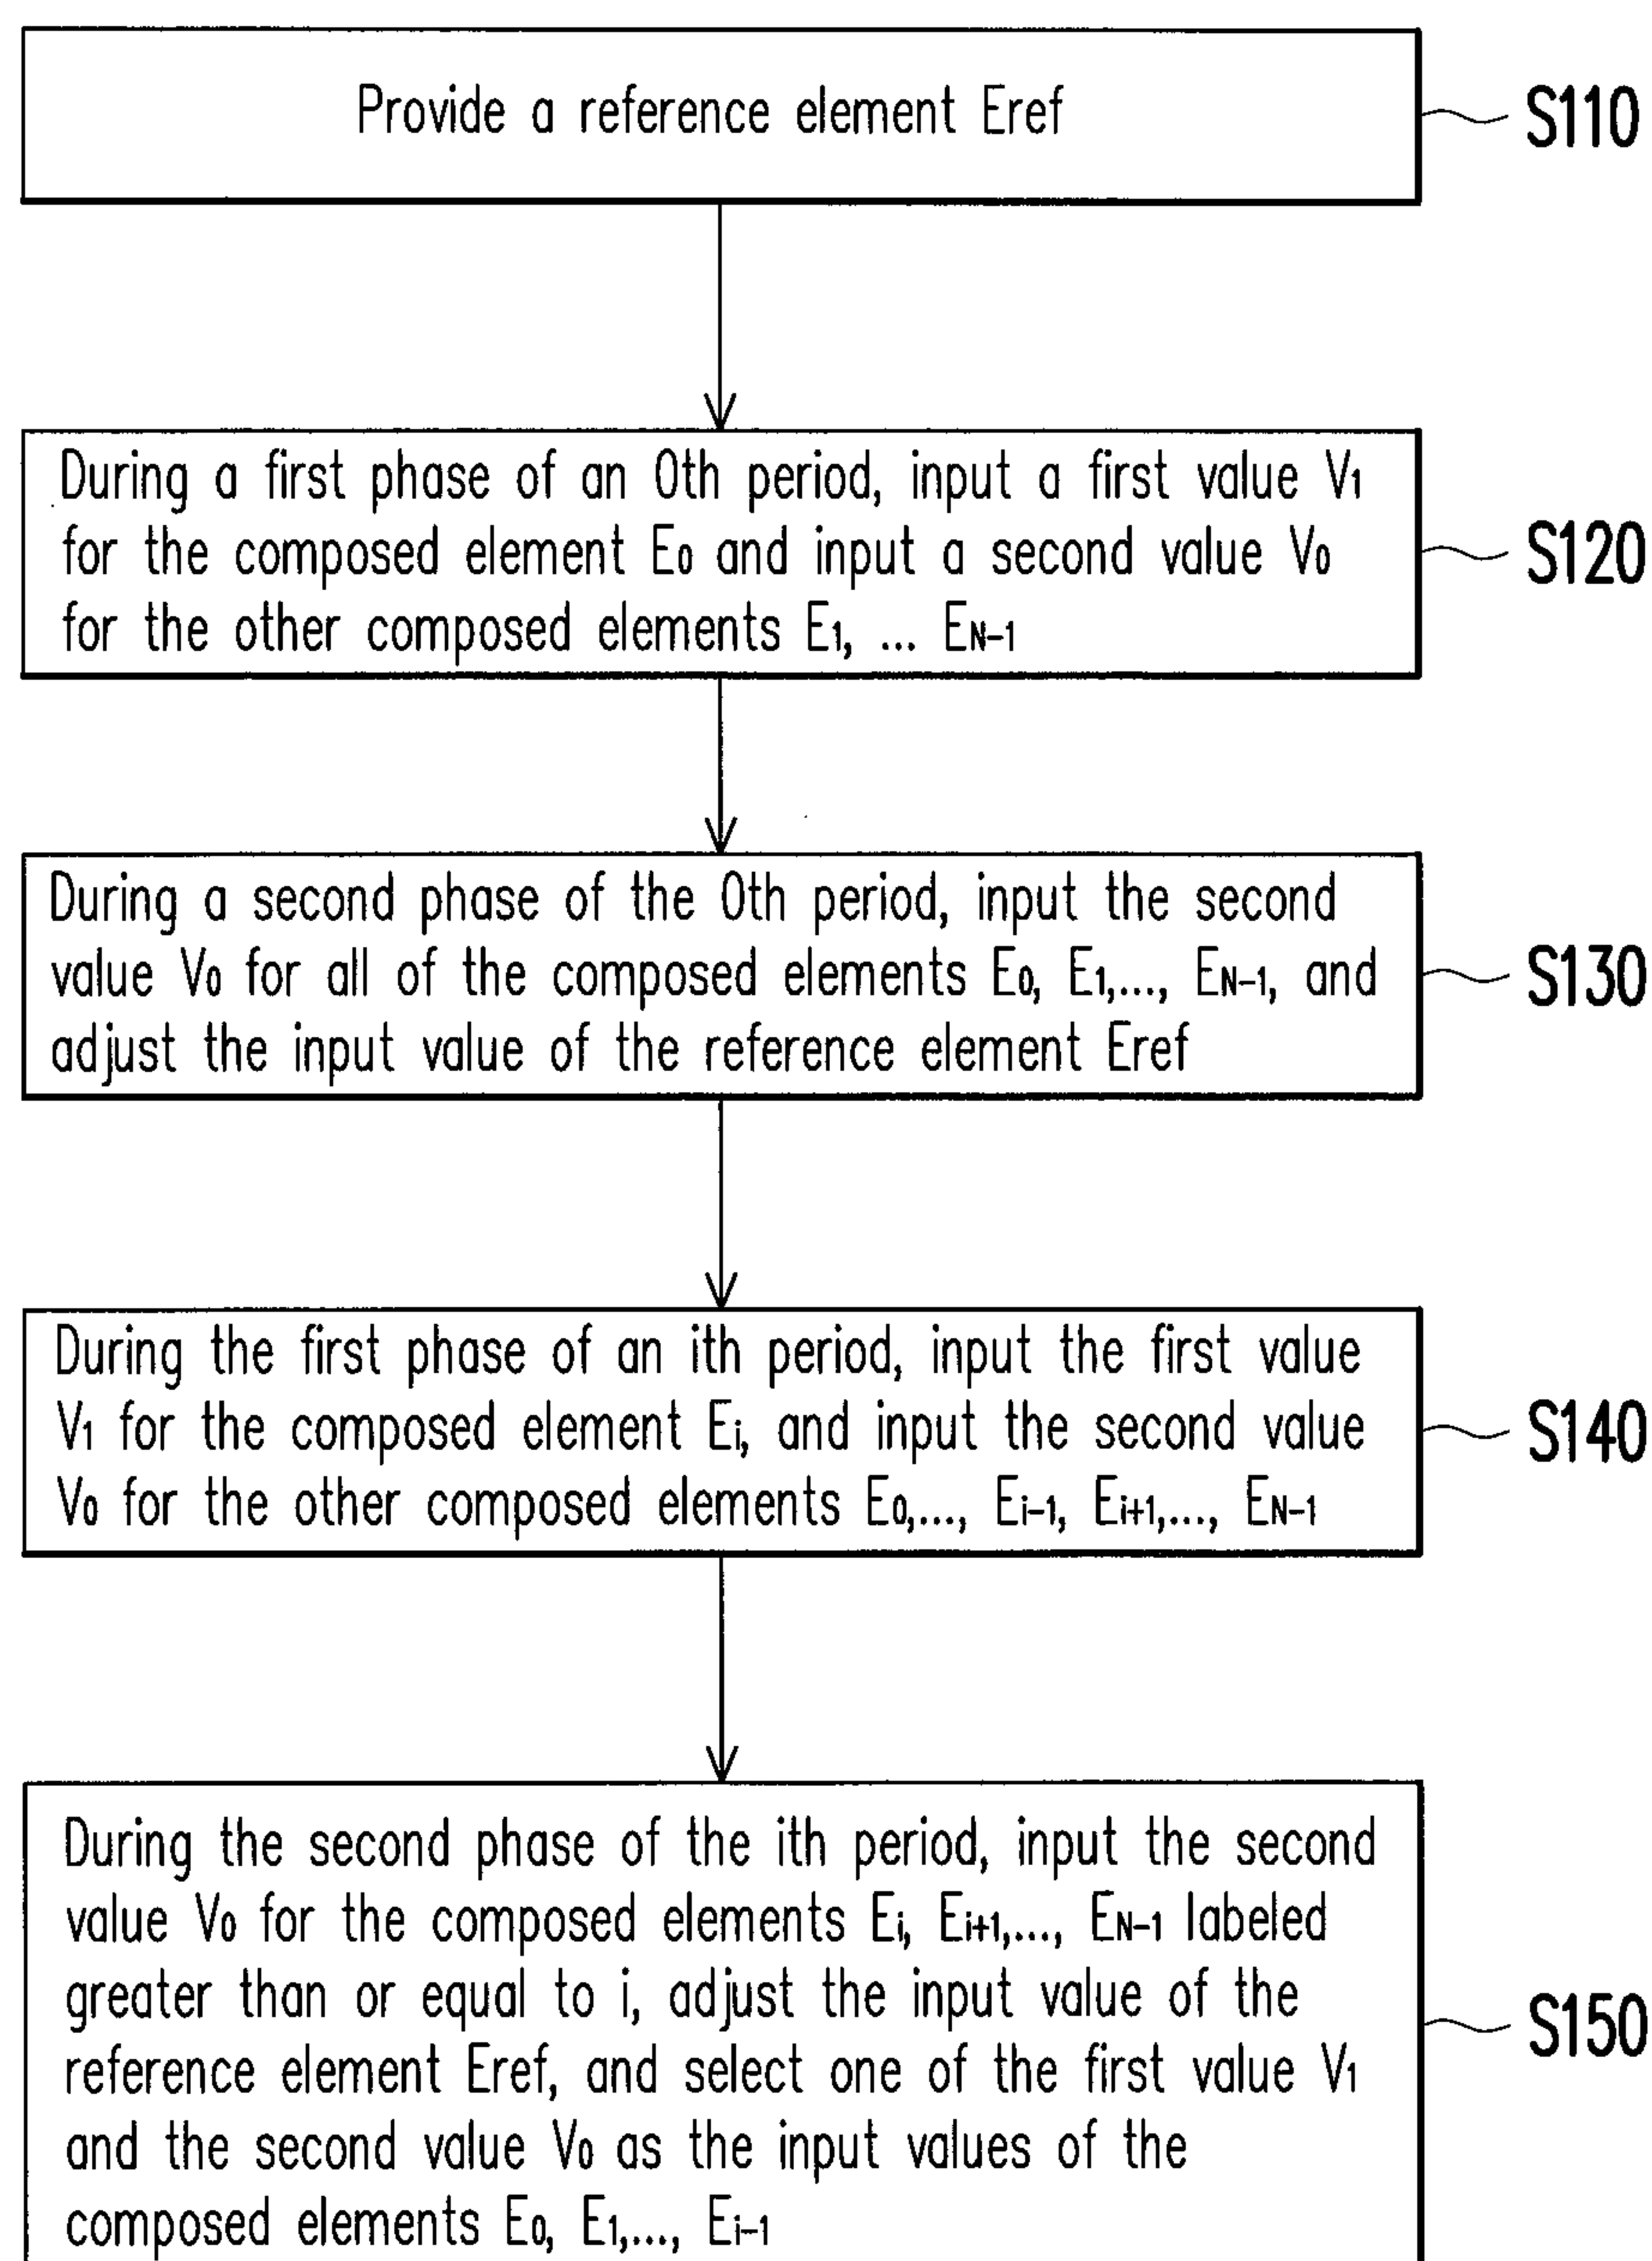 Provide a reference element Eref
S110
During a first phase of an 0th period, input a first value V1
for the composed element E0 and input a second value V0
for the other composed elements E1, ... EN-1
S120
During a second phase of the 0th period, input the second
value V0 for all of the composed elements E0, E1,..., EN-1, and
adjust the input value of the reference element Eref
S130
During the first phase of an ith period, input the first value
V1 for the composed element Ei, and input the second value
V0 for the other composed elements E0,..., Ei-1, Ei+1,..., EN-1
S140
During the second phase of the ith period, input the second
value V0 for the composed elements Ei, Ei+1,..., EN-1 labeled
greater than or equal to i, adjust the input value of the
reference element Eref, and select one of the first value V1
and the second value V0 as the input values of the
composed elements E0, E1,..., Ei-1
S150